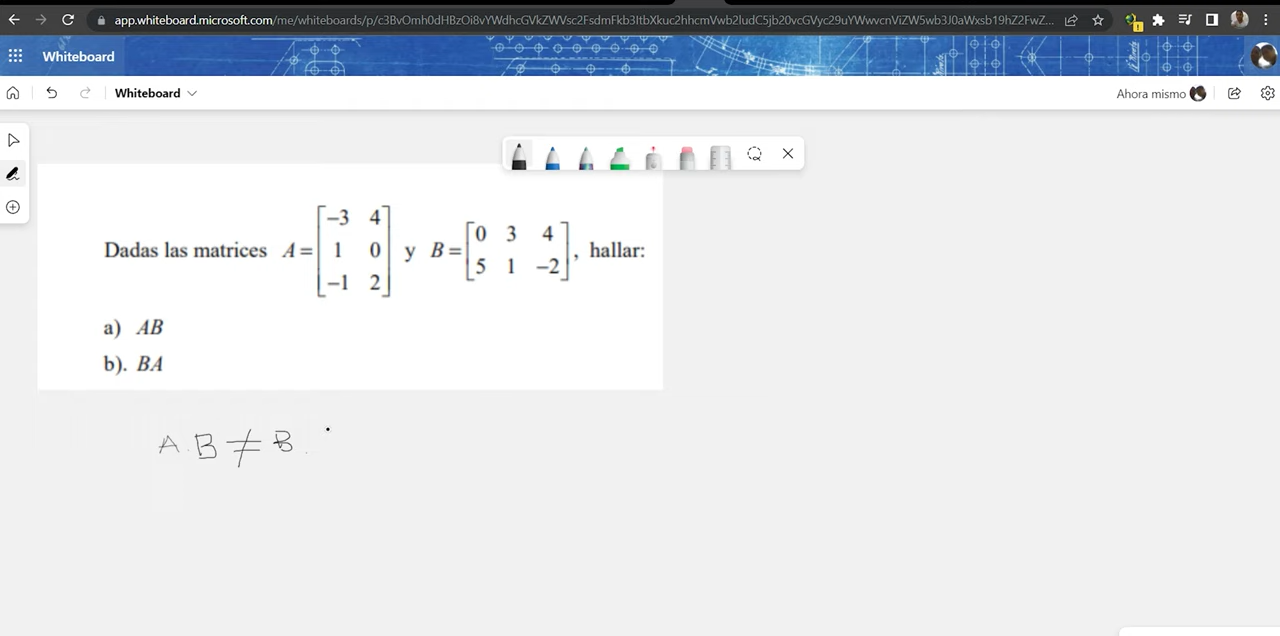 app.whiteboard.microsoft.com/me/whiteboards/p/c3BvOmh0dHBzOi8vYWdhcGVkZWVsc2FsdmFkb3ItbXkuc2hhcmVwb2ludC5jb20vcGVyc29uYWwvcnViZW5wb3J0aWxsb19hZ2FwZ...
Whiteboard
Whiteboard
Ahora mismo
Dadas las matrices A = [−3 4
1 0
−1 2] y B = [0 3 4
5 1 −2], hallar:
a) AB
b). BA
A.B ≠ B.